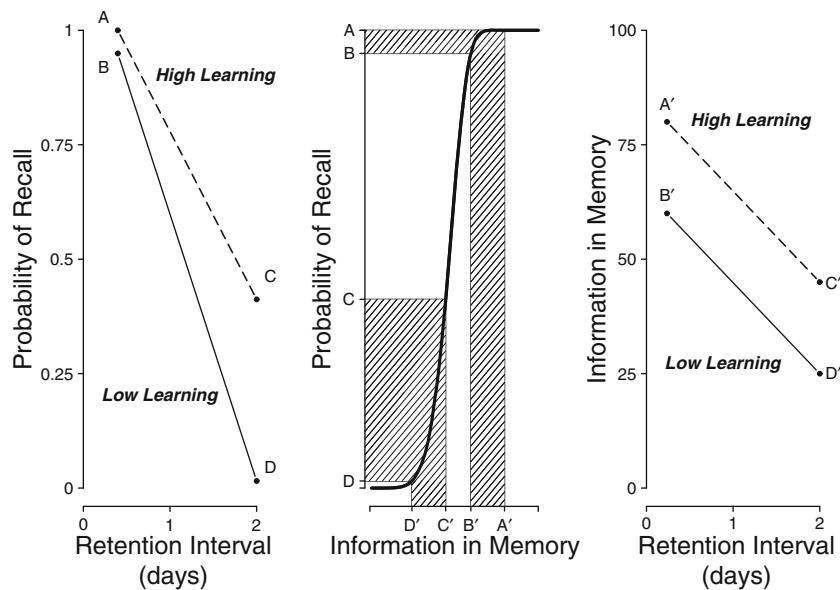 1
0.75
0.5
0.25
0
Probability of Recall
A
B
High Learning
C
Low Learning
D
0 1 2
Retention Interval
(days)
A
B
C
D
Probability of Recall
D′ C′ B′ A′
Information in Memory
100
75
50
25
0
Information in Memory
A′
High Learning
B′
C′
Low Learning
D′
0 1 2
Retention Interval
(days)